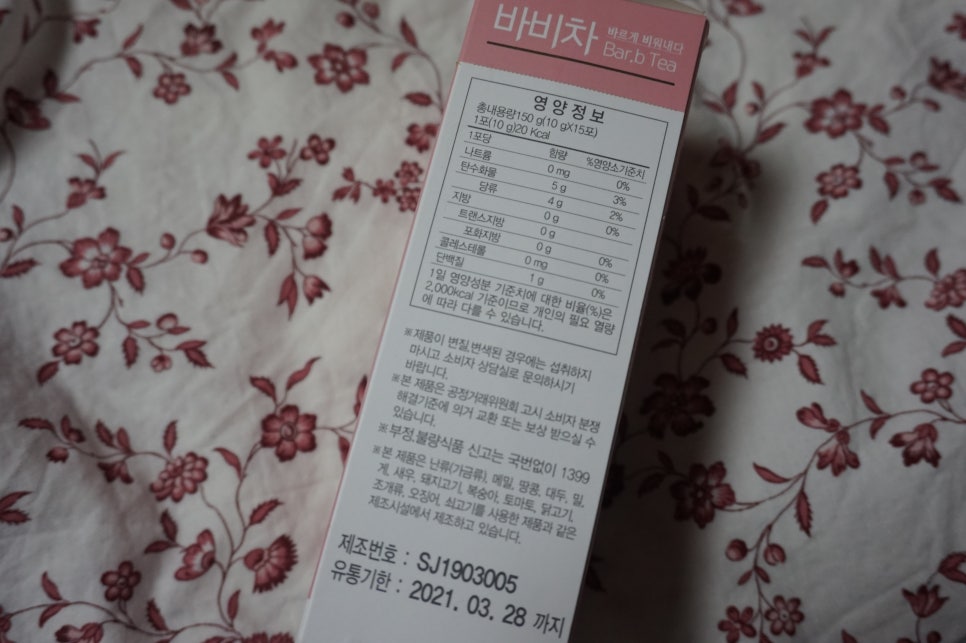 바비차 바르게 비워내다
Bar.b Tea
영양정보
총내용량150 g(10 gX15포)
1포(10 g)20 Kcal
1포당 함량 %영양소기준치
나트륨 0 mg 0%
탄수화물 5 g 3%
당류 4 g 2%
지방 0 g 0%
트랜스지방 0 g
포화지방 0 g 0%
콜레스테롤 0 mg 0%
단백질 1 g 0%
1일 영양성분 기준치에 대한 비율(%)은
2,000kcal 기준이므로 개인의 필요 열량
에 따라 다를 수 있습니다.
※제품이 변질,변색된 경우에는 섭취하지
마시고 소비자 상담실로 문의하시기
바랍니다.
※본 제품은 공정거래위원회 고시 소비자 분쟁
해결기준에 의거 교환 또는 보상 받으실 수
있습니다.
※부정,불량식품 신고는 국번없이 1399
※본 제품은 난류(가금류), 메밀, 땅콩, 대두, 밀,
게, 새우, 돼지고기, 복숭아, 토마토, 닭고기,
조개류, 오징어, 쇠고기를 사용한 제품과 같은
제조시설에서 제조하고 있습니다.
제조번호 : SJ1903005
유통기한 : 2021. 03. 28 까지